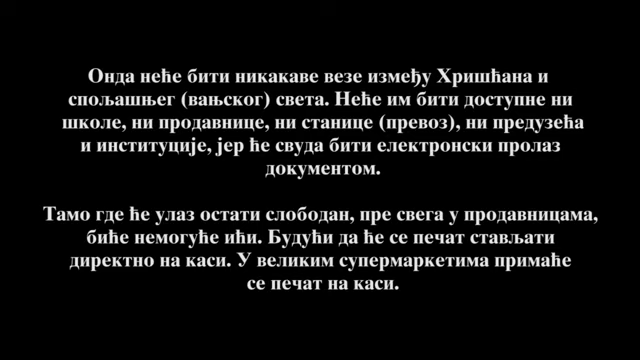 Онда неће бити никакаве везе између Хришћана и
спољашњег (вањског) света. Неће им бити доступне ни
школе, ни продавнице, ни станице (превоз), ни предузећа
и институције, јер ће свуда бити електронски пролаз
документом.
Тамо где ће улаз остати слободан, пре свега у продавницама,
биће немогуће ићи. Будући да ће се печат стављати
директно на каси. У великим супермаркетима примаће
се печат на каси.